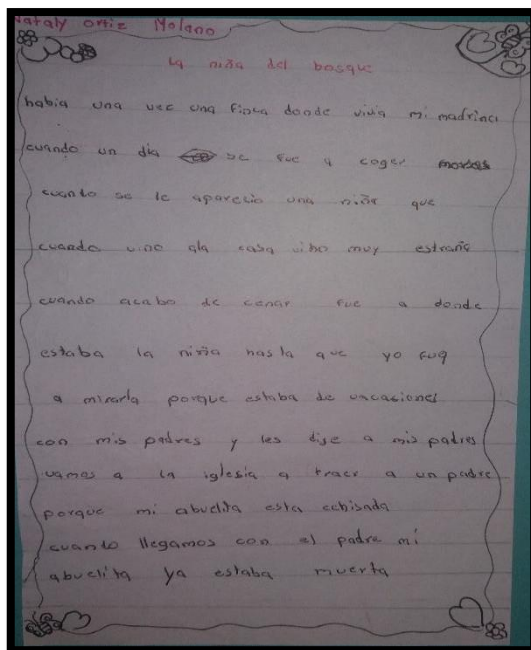 Nataly Ortiz Molano
La niña del bosque
habia una vez una finca donde vivia mi madrina
cuando un dia se fue a coger moras
cuando se le aparecio una niña que
cuando vino ala casa vino muy estraña
cuando acabo de cenar fue a donde
estaba la niña hasta que yo fuy
a mirarla porque estaba de vacasiones
con mis padres y les dije a mis padres
vamos a la iglesia a traer a un padre
porque mi abuelita esta echisada
cuando llegamos con el padre mi
abuelita ya estaba muerta